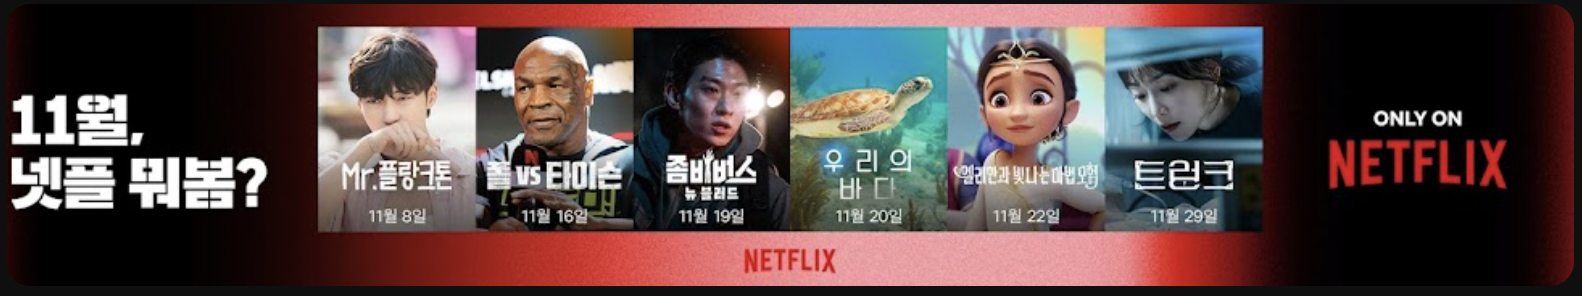 11월,
넷플 뭐봄?
Mr.플랑크톤
11월 8일
폴 vs 타이슨
11월 16일
좀비버스
뉴 블러드
11월 19일
우리의
바다
11월 20일
엘리안과 빛나는 마법 모험
11월 22일
트렁크
11월 29일
NETFLIX
ONLY ON
NETFLIX